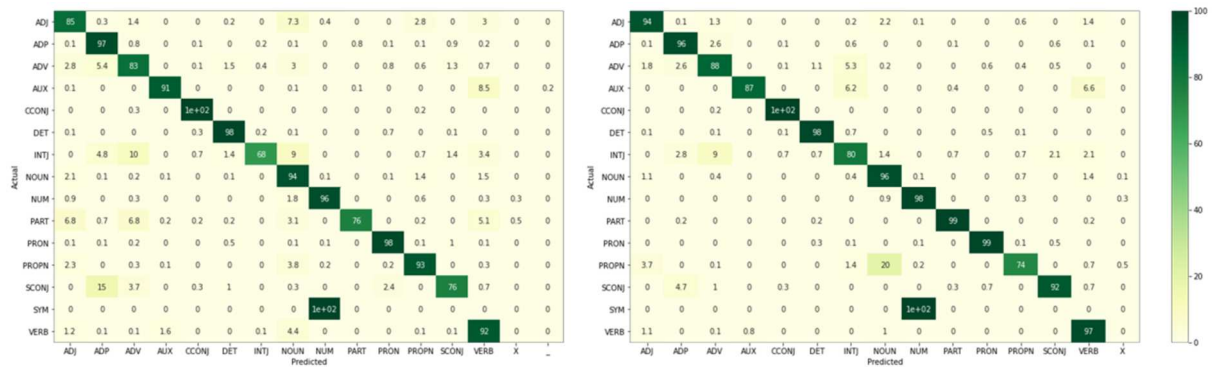 ADJ 85 0.3 1.4 0 0 0.2 0 7.3 0.4 0 0 2.8 0 3 0 0
ADP 0.1 97 0.8 0 0.1 0 0.2 0.1 0 0.8 0.1 0.1 0.9 0.2 0 0
ADV 2.8 5.4 83 0 0.1 1.5 0.4 3 0 0 0.8 0.6 1.3 0.7 0 0
AUX 0.1 0 0 91 0 0 0 0.1 0 0.1 0 0 0 8.5 0 0.2
CCONJ 0 0 0.3 0 1e+02 0 0 0 0 0 0 0.2 0 0 0 0
DET 0.1 0 0 0 0.3 98 0.2 0.1 0 0 0.7 0 0.1 0 0 0
INTJ 0 4.8 10 0 0.7 1.4 68 9 0 0 0 0.7 1.4 3.4 0 0
NOUN 2.1 0.1 0.2 0.1 0 0.1 0 94 0.1 0 0.1 1.4 0 1.5 0 0
NUM 0.9 0 0.3 0 0 0 0 1.8 96 0 0 0.6 0 0.3 0.3 0
PART 6.8 0.7 6.8 0.2 0.2 0.2 0 3.1 0 76 0 0.2 0 5.1 0.5 0
PRON 0.1 0.1 0.2 0 0 0.5 0 0.1 0.1 0 98 0.1 1 0.1 0 0
PROPN 2.3 0 0.3 0.1 0 0 0 3.8 0.2 0 0.2 93 0 0.3 0 0
SCONJ 0 15 3.7 0 0.3 1 0 0.3 0 0 2.4 0 76 0.7 0 0
SYM 0 0 0 0 0 0 0 0 1e+02 0 0 0 0 0 0 0
VERB 1.2 0.1 0.1 1.6 0 0 0.1 4.4 0 0 0 0.1 0.1 92 0 0
ADJ ADP ADV AUX CCONJ DET INTJ NOUN NUM PART PRON PROPN SCONJ VERB X _
Predicted
Actual
ADJ 94 0.1 1.3 0 0 0 0.2 2.2 0.1 0 0 0.6 0 1.4 0
ADP 0.1 96 2.6 0 0.1 0 0.6 0 0 0.1 0 0 0.6 0.1 0
ADV 1.8 2.6 88 0 0.1 1.1 5.3 0.2 0 0 0.6 0.4 0.5 0 0
AUX 0 0 0 87 0 0 6.2 0 0 0.4 0 0 0 6.6 0
CCONJ 0 0 0.2 0 1e+02 0 0 0 0 0 0 0 0 0 0
DET 0.1 0 0.1 0 0.1 98 0.7 0 0 0 0.5 0.1 0 0 0
INTJ 0 2.8 9 0 0.7 0.7 80 1.4 0 0.7 0 0.7 2.1 2.1 0
NOUN 1.1 0 0.4 0 0 0 0.4 96 0.1 0 0 0.7 0 1.4 0.1
NUM 0 0 0 0 0 0 0 0.9 98 0 0 0.3 0 0 0.3
PART 0 0.2 0 0 0 0.2 0 0 0 99 0 0 0 0.2 0
PRON 0 0 0 0 0 0.3 0.1 0 0 0 99 0.1 0.5 0 0
PROPN 3.7 0 0.1 0 0 0 1.4 20 0.2 0 0 74 0 0.7 0.5
SCONJ 0 4.7 1 0 0.3 0 0 0 0 0.3 0.7 0 92 0.7 0
SYM 0 0 0 0 0 0 0 0 1e+02 0 0 0 0 0 0
VERB 1.1 0 0.1 0.8 0 0 0 1 0 0 0 0 0 97 0
ADJ ADP ADV AUX CCONJ DET INTJ NOUN NUM PART PRON PROPN SCONJ VERB X
Predicted
Actual
100
80
60
40
20
0